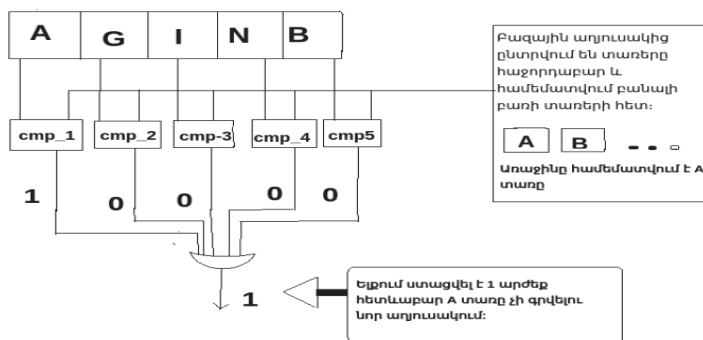 A G I N B
Բազային աղյուսակից
ընտրվում են տառերը
հաջորդաբար և
համեմատվում բանալի
բառի տառերի հետ։
A B
Առաջինը համեմատվում է A
տառը
cmp_1 cmp_2 cmp-3 cmp_4 cmp5
1 0 0 0 0
1
Ելքում ստացվել է 1 արժեք
հետևաբար A տառը չի գրվելու
նոր աղյուսակում: